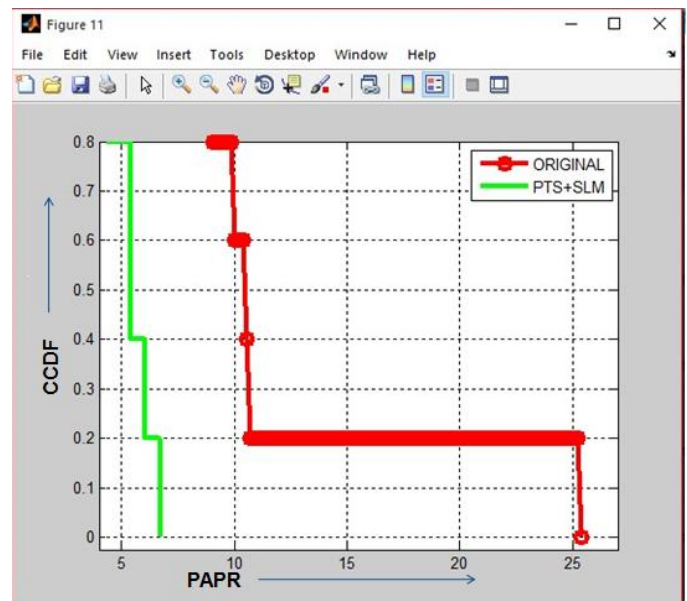 Figure 11
File Edit View Insert Tools Desktop Window Help
ORIGINAL
PTS+SLM
0.8
0.7
0.6
0.5
0.4
0.3
0.2
0.1
0
CCDF
5 10 15 20 25
PAPR